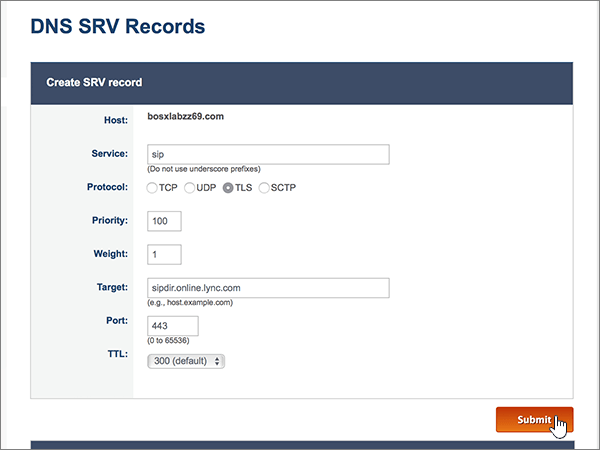 DNS SRV Records
Create SRV record
Host: bosxlabzz69.com
Service: sip
(Do not use underscore prefixes)
Protocol: TCP UDP TLS SCTP
Priority: 100
Weight: 1
Target: sipdir.online.lync.com
(e.g., host.example.com)
Port: 443
(0 to 65536)
TTL: 300 (default)
Submit